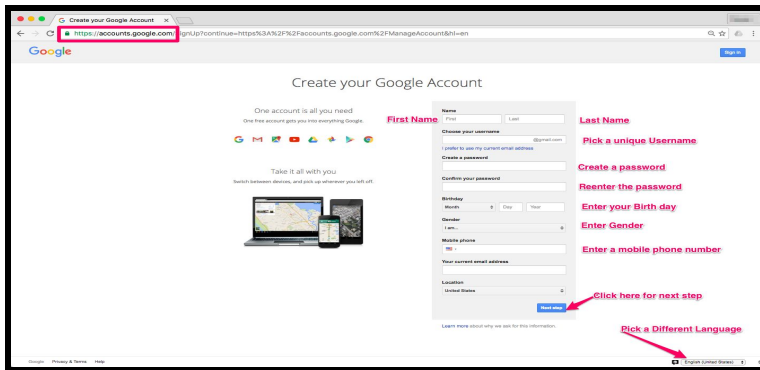 Create your Google Account
https://accounts.google.com/SignUp?continue=https%3A%2F%2Faccounts.google.com%2FManageAccount&hl=en
Google
Sign in
Create your Google Account
One account is all you need
One free account gets you into everything Google.
Take it all with you
Switch between devices, and pick up wherever you left off.
Name
First Name
First
Last
Last Name
Choose your username
@gmail.com
Pick a unique Username
I prefer to use my current email address
Create a password
Create a password
Confirm your password
Reenter the password
Birthday
Month
Day
Year
Enter your Birth day
Gender
I am...
Enter Gender
Mobile phone
Enter a mobile phone number
Your current email address
Location
United States
Click here for next step
Next step
Learn more about why we ask for this information.
Pick a Different Language
Google Privacy & Terms Help
English (United States)